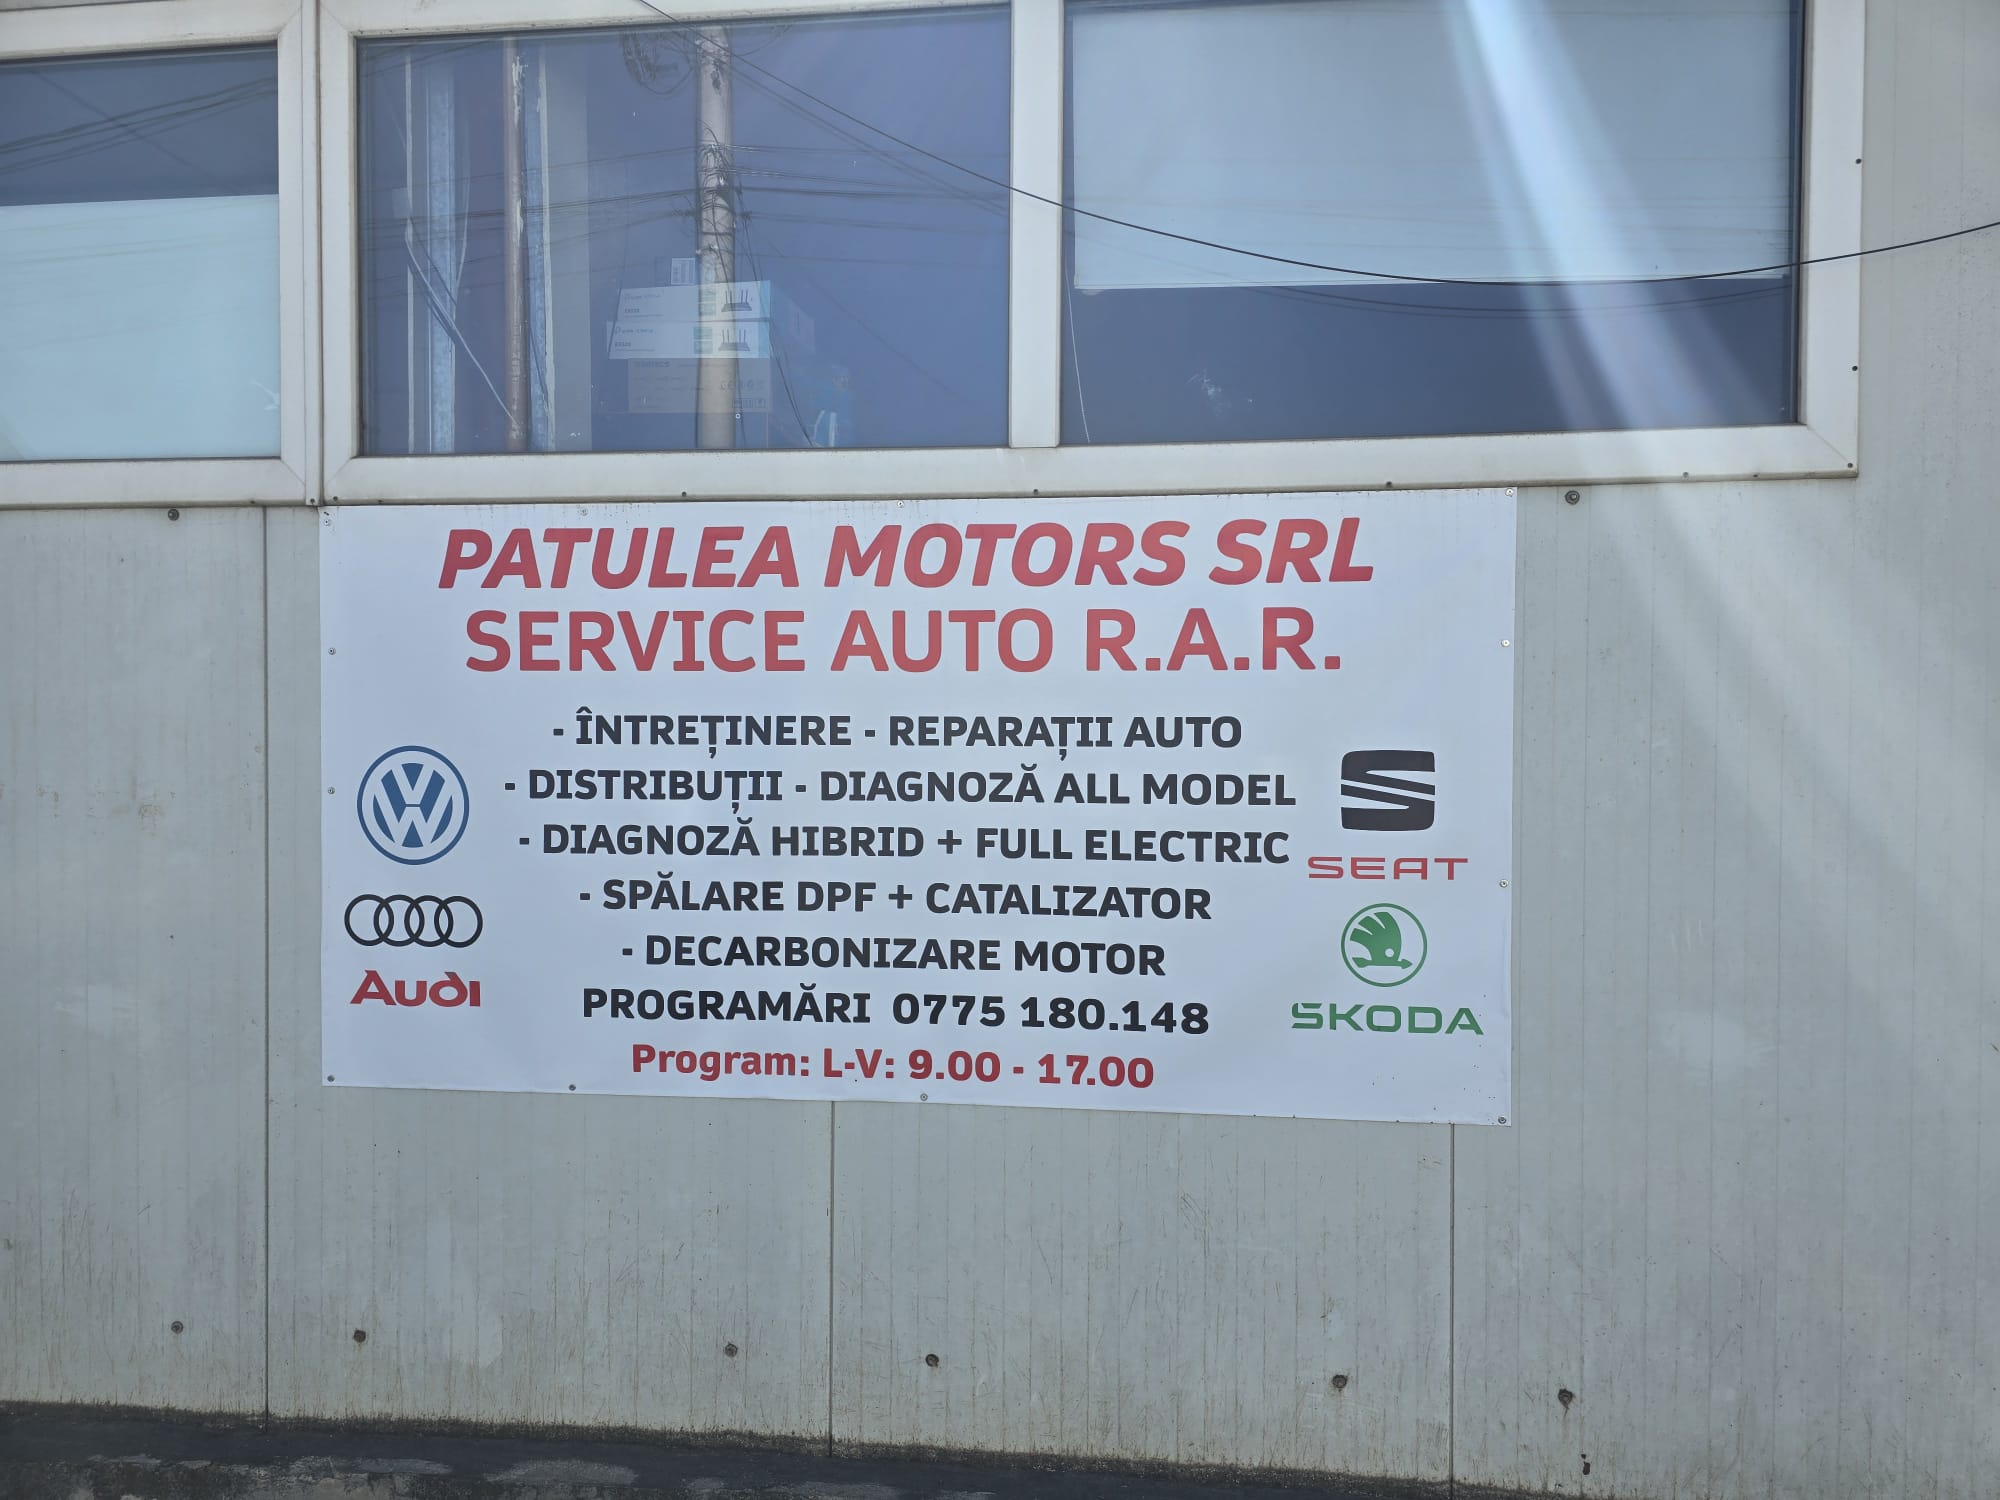 PATULEA MOTORS SRL
SERVICE AUTO R.A.R.
- ÎNTREȚINERE - REPARAȚII AUTO
- DISTRIBUȚII - DIAGNOZĂ ALL MODEL
- DIAGNOZĂ HIBRID + FULL ELECTRIC
- SPĂLARE DPF + CATALIZATOR
- DECARBONIZARE MOTOR
PROGRAMĂRI 0775 180.148
Program: L-V: 9.00 - 17.00
Audi
SEAT
ŠKODA